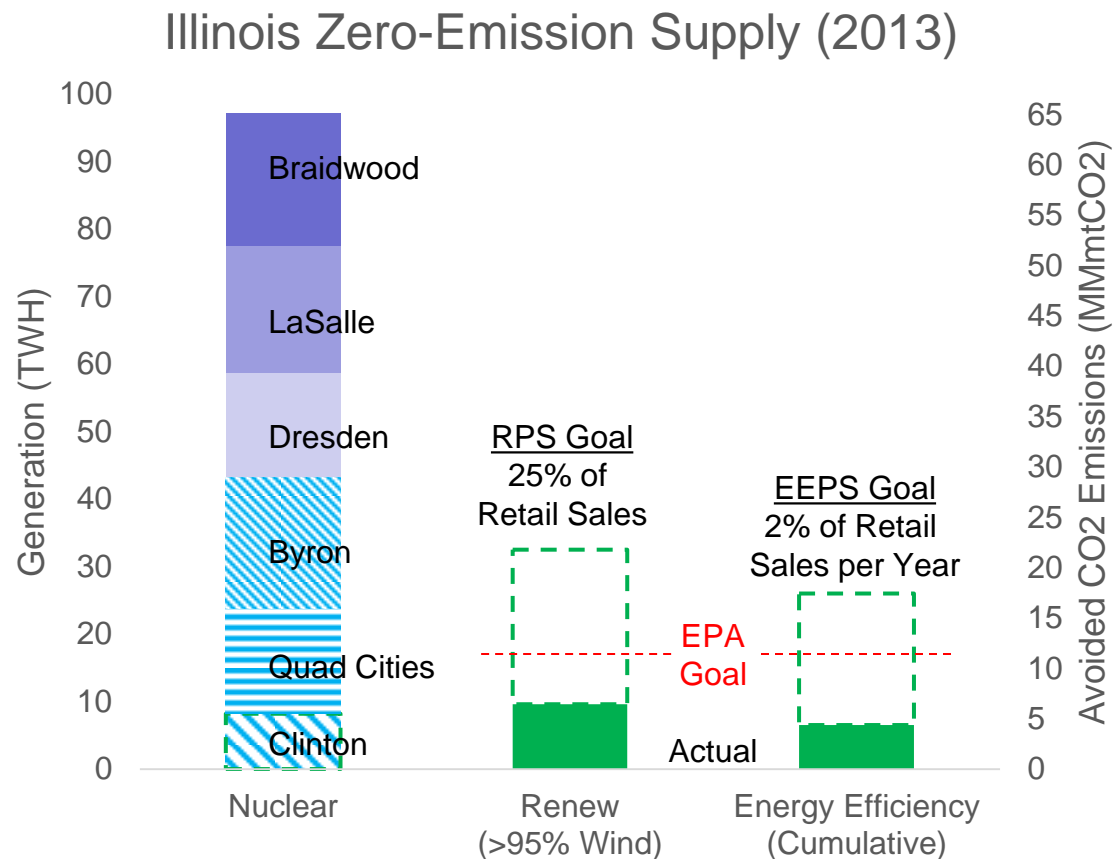 Illinois Zero-Emission Supply (2013)
Generation (TWH)
100
90
80
70
60
50
40
30
20
10
0
Braidwood
LaSalle
Dresden
Byron
Quad Cities
Clinton
RPS Goal
25% of
Retail Sales
EEPS Goal
2% of Retail
Sales per Year
EPA
Goal
Actual
65
60
55
50
45
40
35
30
25
20
15
10
5
0
Avoided CO2 Emissions (MMmtCO2)
Nuclear
Renew
(>95% Wind)
Energy Efficiency
(Cumulative)